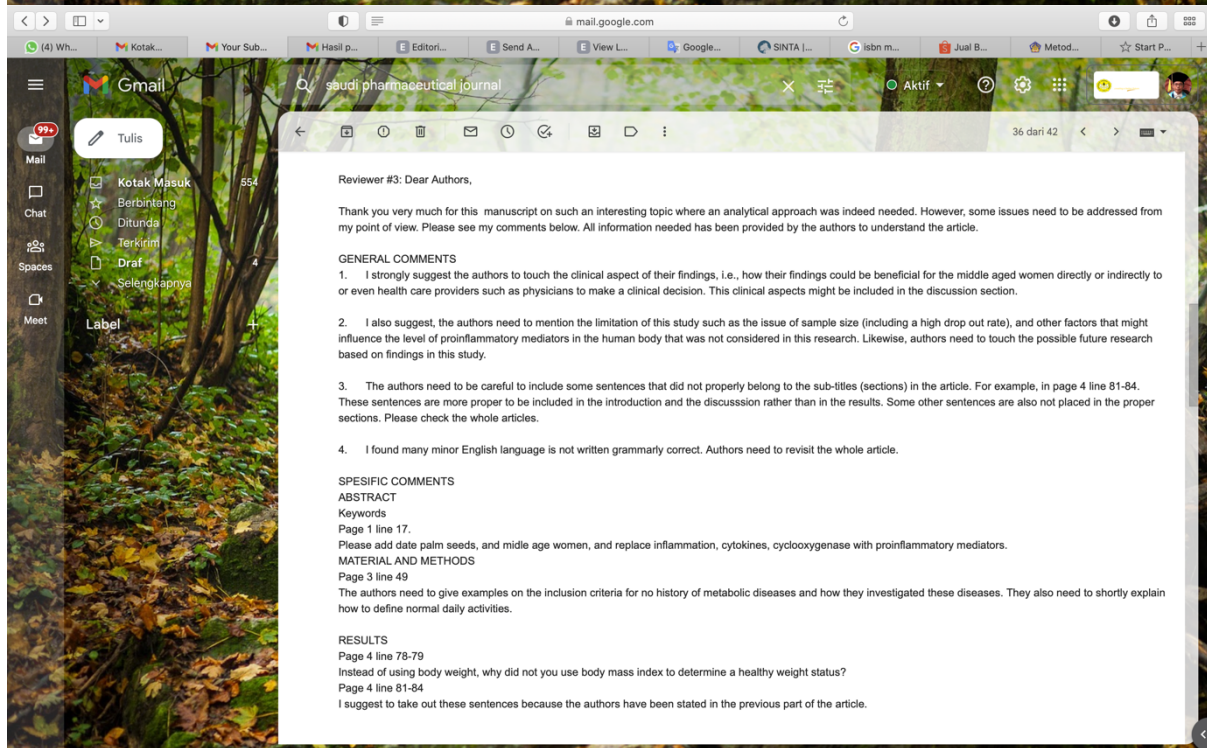 mail.google.com
(4) Wh...
Kotak...
Your Sub...
Hasil p...
Editori...
Send A...
View L...
Google...
SINTA |...
isbn m...
Jual B...
Metod...
Start P...
Gmail
saudi pharmaceutical journal
Aktif
99+
Mail
Chat
Spaces
Meet
Tulis
Kotak Masuk 554
Berbintang
Ditunda
Terkirim
Draf 4
Selengkapnya
Label
36 dari 42
Reviewer #3: Dear Authors,
Thank you very much for this manuscript on such an interesting topic where an analytical approach was indeed needed. However, some issues need to be addressed from
my point of view. Please see my comments below. All information needed has been provided by the authors to understand the article.
GENERAL COMMENTS
1. I strongly suggest the authors to touch the clinical aspect of their findings, i.e., how their findings could be beneficial for the middle aged women directly or indirectly to
or even health care providers such as physicians to make a clinical decision. This clinical aspects might be included in the discussion section.
2. I also suggest, the authors need to mention the limitation of this study such as the issue of sample size (including a high drop out rate), and other factors that might
influence the level of proinflammatory mediators in the human body that was not considered in this research. Likewise, authors need to touch the possible future research
based on findings in this study.
3. The authors need to be careful to include some sentences that did not properly belong to the sub-titles (sections) in the article. For example, in page 4 line 81-84.
These sentences are more proper to be included in the introduction and the discusssion rather than in the results. Some other sentences are also not placed in the proper
sections. Please check the whole articles.
4. I found many minor English language is not written grammarly correct. Authors need to revisit the whole article.
SPESIFIC COMMENTS
ABSTRACT
Keywords
Page 1 line 17.
Please add date palm seeds, and midle age women, and replace inflammation, cytokines, cyclooxygenase with proinflammatory mediators.
MATERIAL AND METHODS
Page 3 line 49
The authors need to give examples on the inclusion criteria for no history of metabolic diseases and how they investigated these diseases. They also need to shortly explain
how to define normal daily activities.
RESULTS
Page 4 line 78-79
Instead of using body weight, why did not you use body mass index to determine a healthy weight status?
Page 4 line 81-84
I suggest to take out these sentences because the authors have been stated in the previous part of the article.